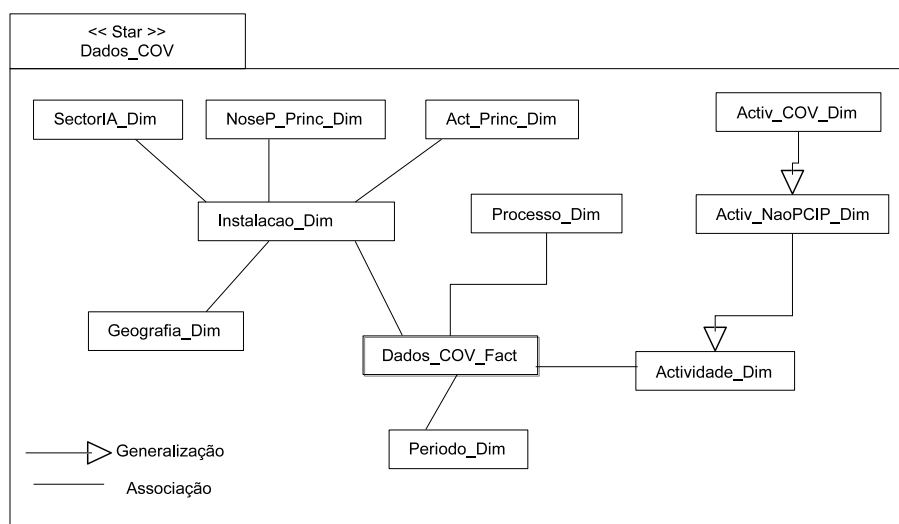 << Star >>
Dados_COV
SectorIA_Dim
NoseP_Princ_Dim
Act_Princ_Dim
Activ_COV_Dim
Instalacao_Dim
Processo_Dim
Activ_NaoPCIP_Dim
Geografia_Dim
Dados_COV_Fact
Actividade_Dim
Periodo_Dim
Generalização
Associação